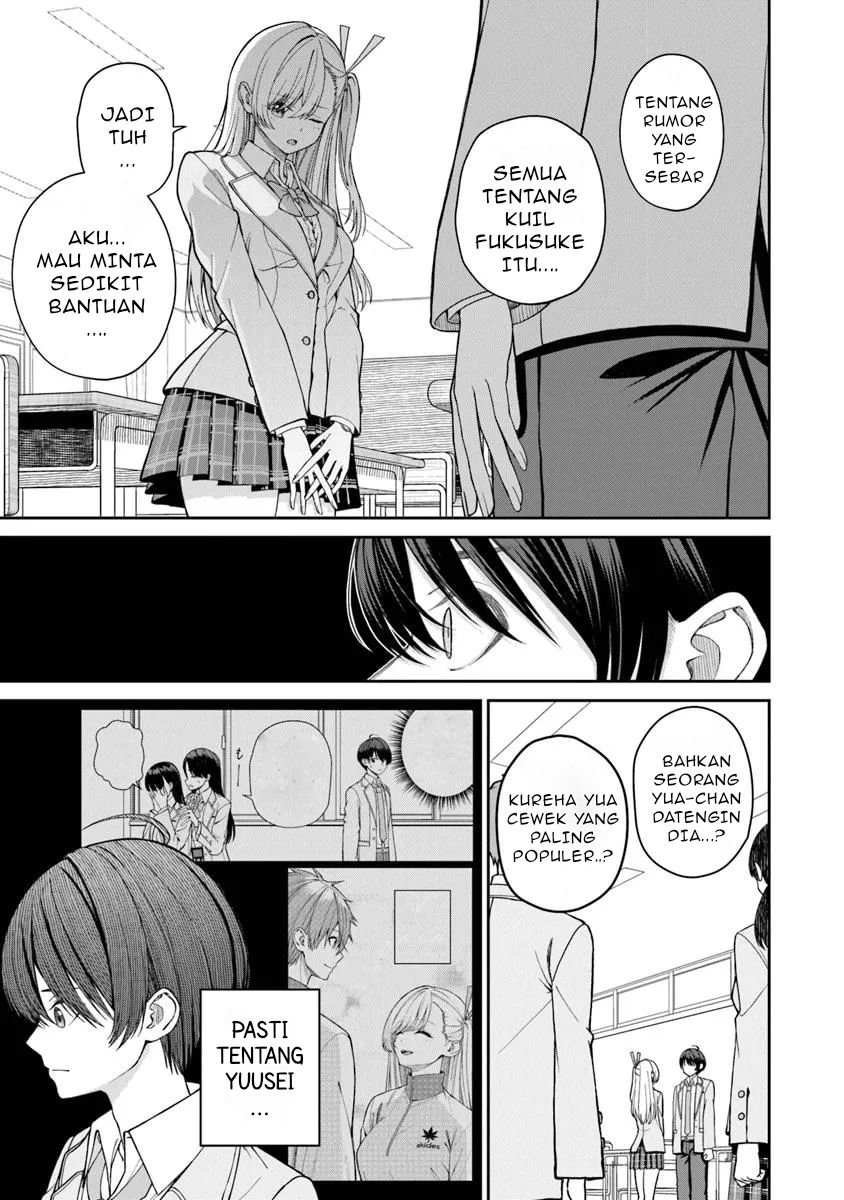 TENTANG
RUMOR
YANG
TER-
SEBAR
SEMUA
TENTANG
KUIL
FUKUSUKE
ITU....
JADI
TUH
...
AKU...
MAU MINTA
SEDIKIT
BANTUAN
....
BAHKAN
SEORANG
YUA-CHAN
DATENGIN
DIA...?
KUREHA YUA
CEWEK YANG
PALING
POPULER..?
PASTI
TENTANG
YUUSEI
...
akides